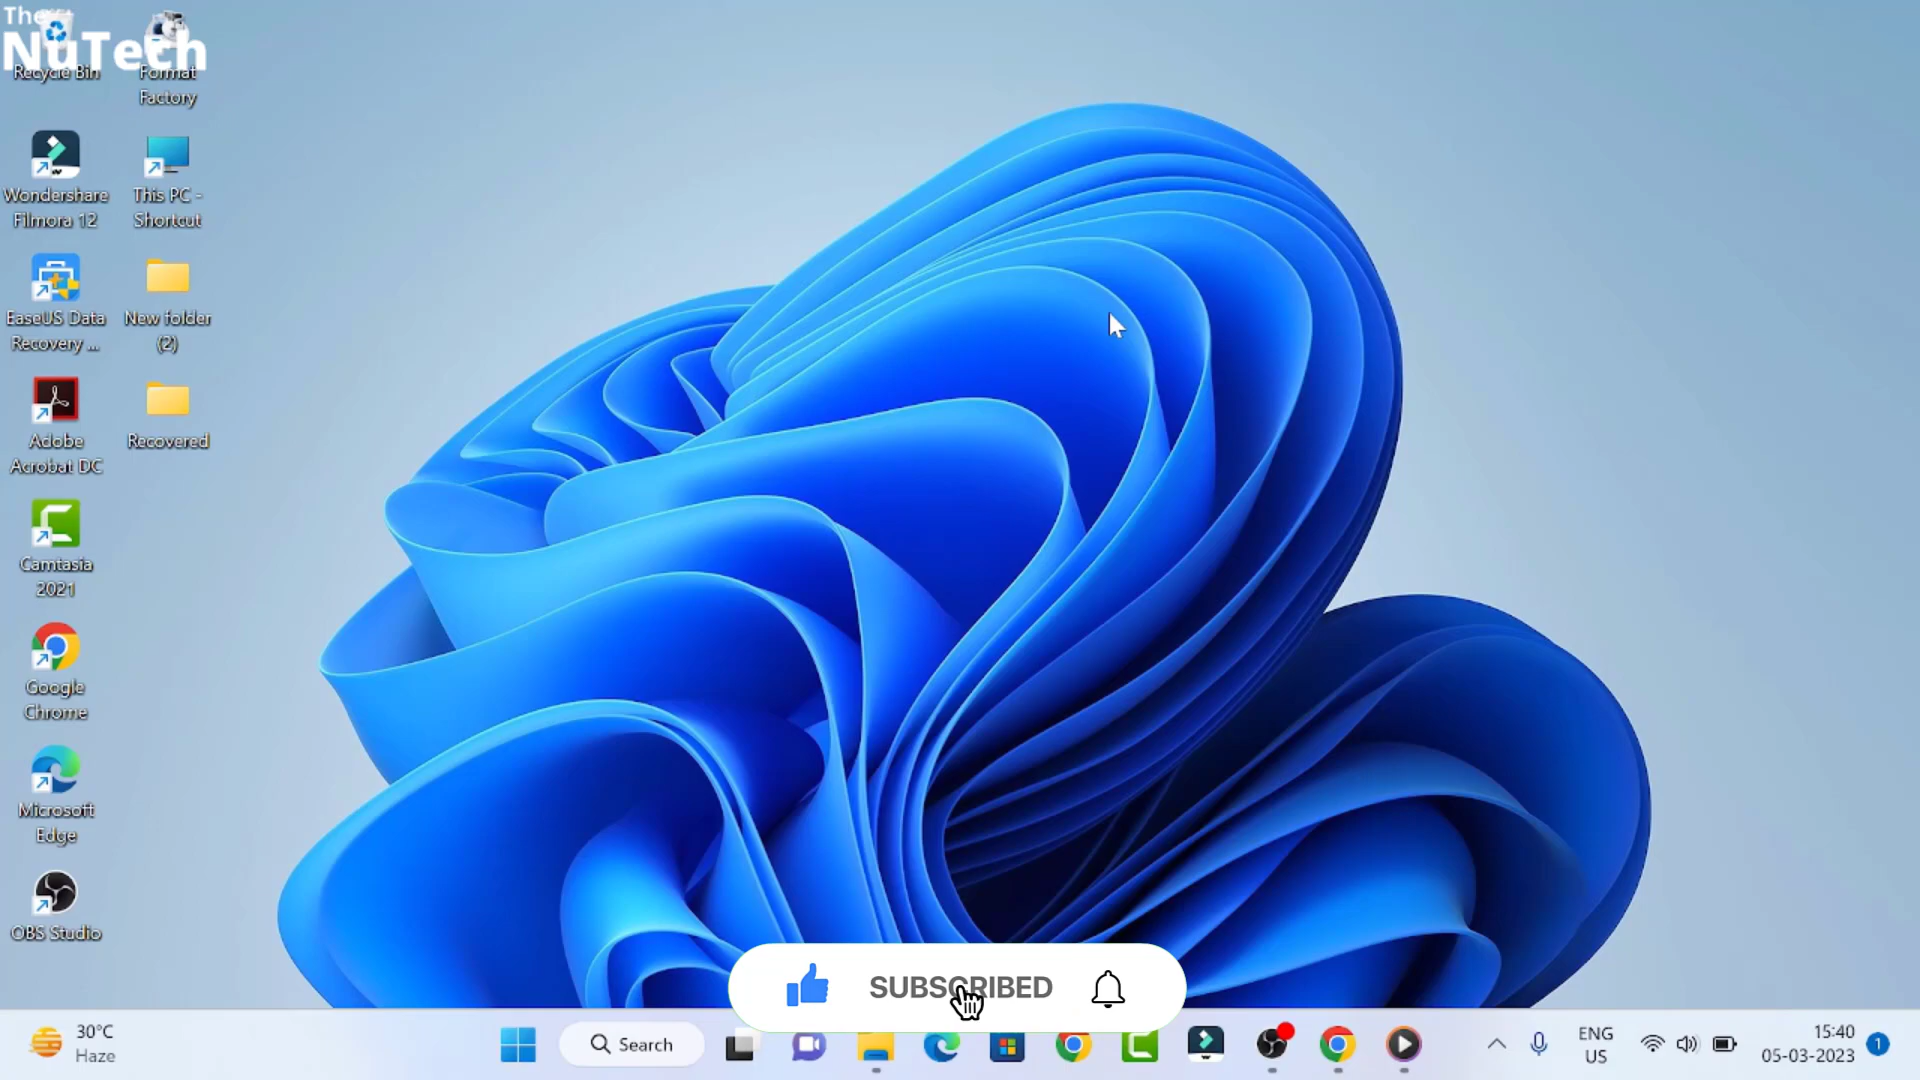 The
NuTech
Recycle Bin
Format
Factory
Wondershare
Filmora 12
This PC -
Shortcut
EaseUS Data
Recovery ...
New folder
(2)
Adobe
Acrobat DC
Recovered
Camtasia
2021
Google
Chrome
Microsoft
Edge
OBS Studio
SUBSCRIBED
30°C
Haze
Search
ENG
US
15:40
05-03-2023
1